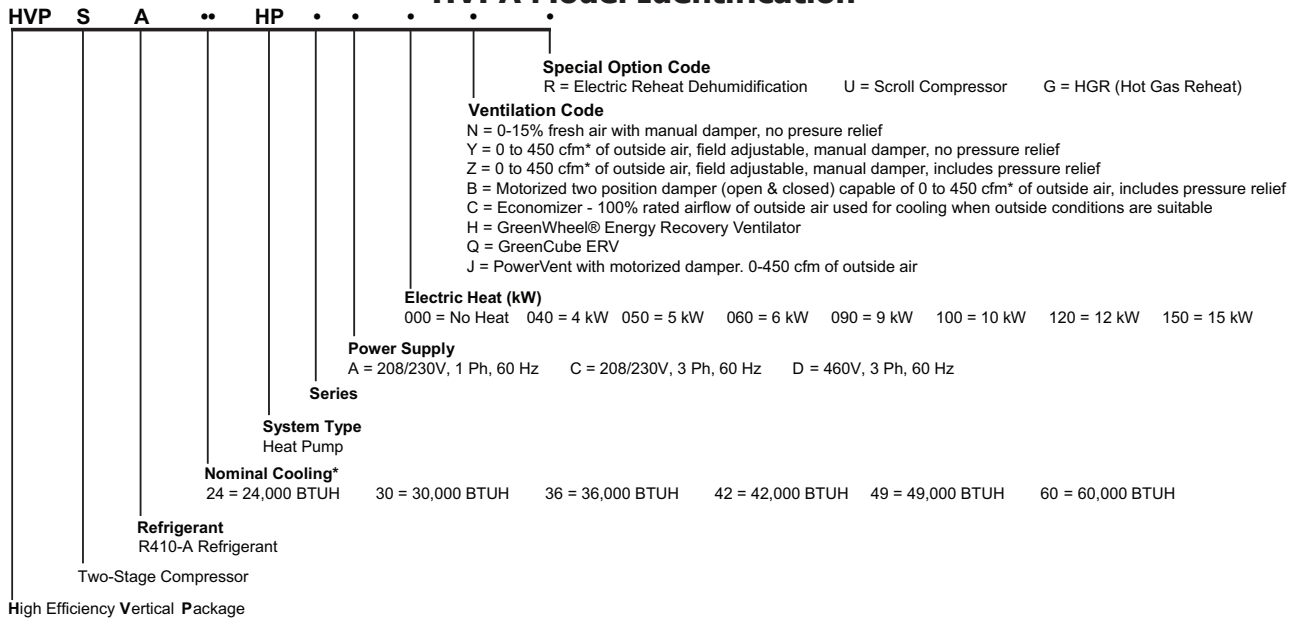 HVPA Model Identification
HVP S A •• HP • • • • •
Special Option Code
R = Electric Reheat Dehumidification U = Scroll Compressor G = HGR (Hot Gas Reheat)
Ventilation Code
N = 0-15% fresh air with manual damper, no presure relief
Y = 0 to 450 cfm* of outside air, field adjustable, manual damper, no pressure relief
Z = 0 to 450 cfm* of outside air, field adjustable, manual damper, includes pressure relief
B = Motorized two position damper (open & closed) capable of 0 to 450 cfm* of outside air, includes pressure relief
C = Economizer - 100% rated airflow of outside air used for cooling when outside conditions are suitable
H = GreenWheel® Energy Recovery Ventilator
Q = GreenCube ERV
J = PowerVent with motorized damper. 0-450 cfm of outside air
Electric Heat (kW)
000 = No Heat 040 = 4 kW 050 = 5 kW 060 = 6 kW 090 = 9 kW 100 = 10 kW 120 = 12 kW 150 = 15 kW
Power Supply
A = 208/230V, 1 Ph, 60 Hz C = 208/230V, 3 Ph, 60 Hz D = 460V, 3 Ph, 60 Hz
Series
System Type
Heat Pump
Nominal Cooling*
24 = 24,000 BTUH 30 = 30,000 BTUH 36 = 36,000 BTUH 42 = 42,000 BTUH 49 = 49,000 BTUH 60 = 60,000 BTUH
Refrigerant
R410-A Refrigerant
Two-Stage Compressor
High Efficiency Vertical Package